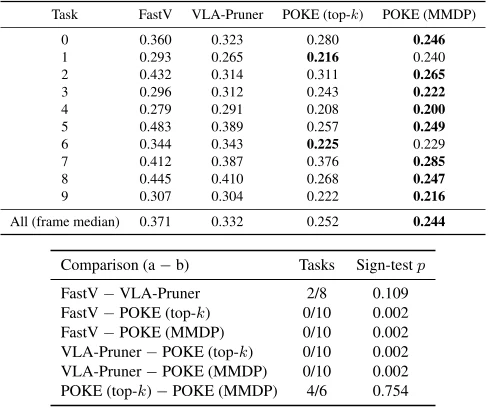 Task FastV VLA-Pruner POKE (top-k) POKE (MMDP)
0 0.360 0.323 0.280 0.246
1 0.293 0.265 0.216 0.240
2 0.432 0.314 0.311 0.265
3 0.296 0.312 0.243 0.222
4 0.279 0.291 0.208 0.200
5 0.483 0.389 0.257 0.249
6 0.344 0.343 0.225 0.229
7 0.412 0.387 0.376 0.285
8 0.445 0.410 0.268 0.247
9 0.307 0.304 0.222 0.216
All (frame median) 0.371 0.332 0.252 0.244
Comparison (a − b) Tasks Sign-test p
FastV − VLA-Pruner 2/8 0.109
FastV − POKE (top-k) 0/10 0.002
FastV − POKE (MMDP) 0/10 0.002
VLA-Pruner − POKE (top-k) 0/10 0.002
VLA-Pruner − POKE (MMDP) 0/10 0.002
POKE (top-k) − POKE (MMDP) 4/6 0.754